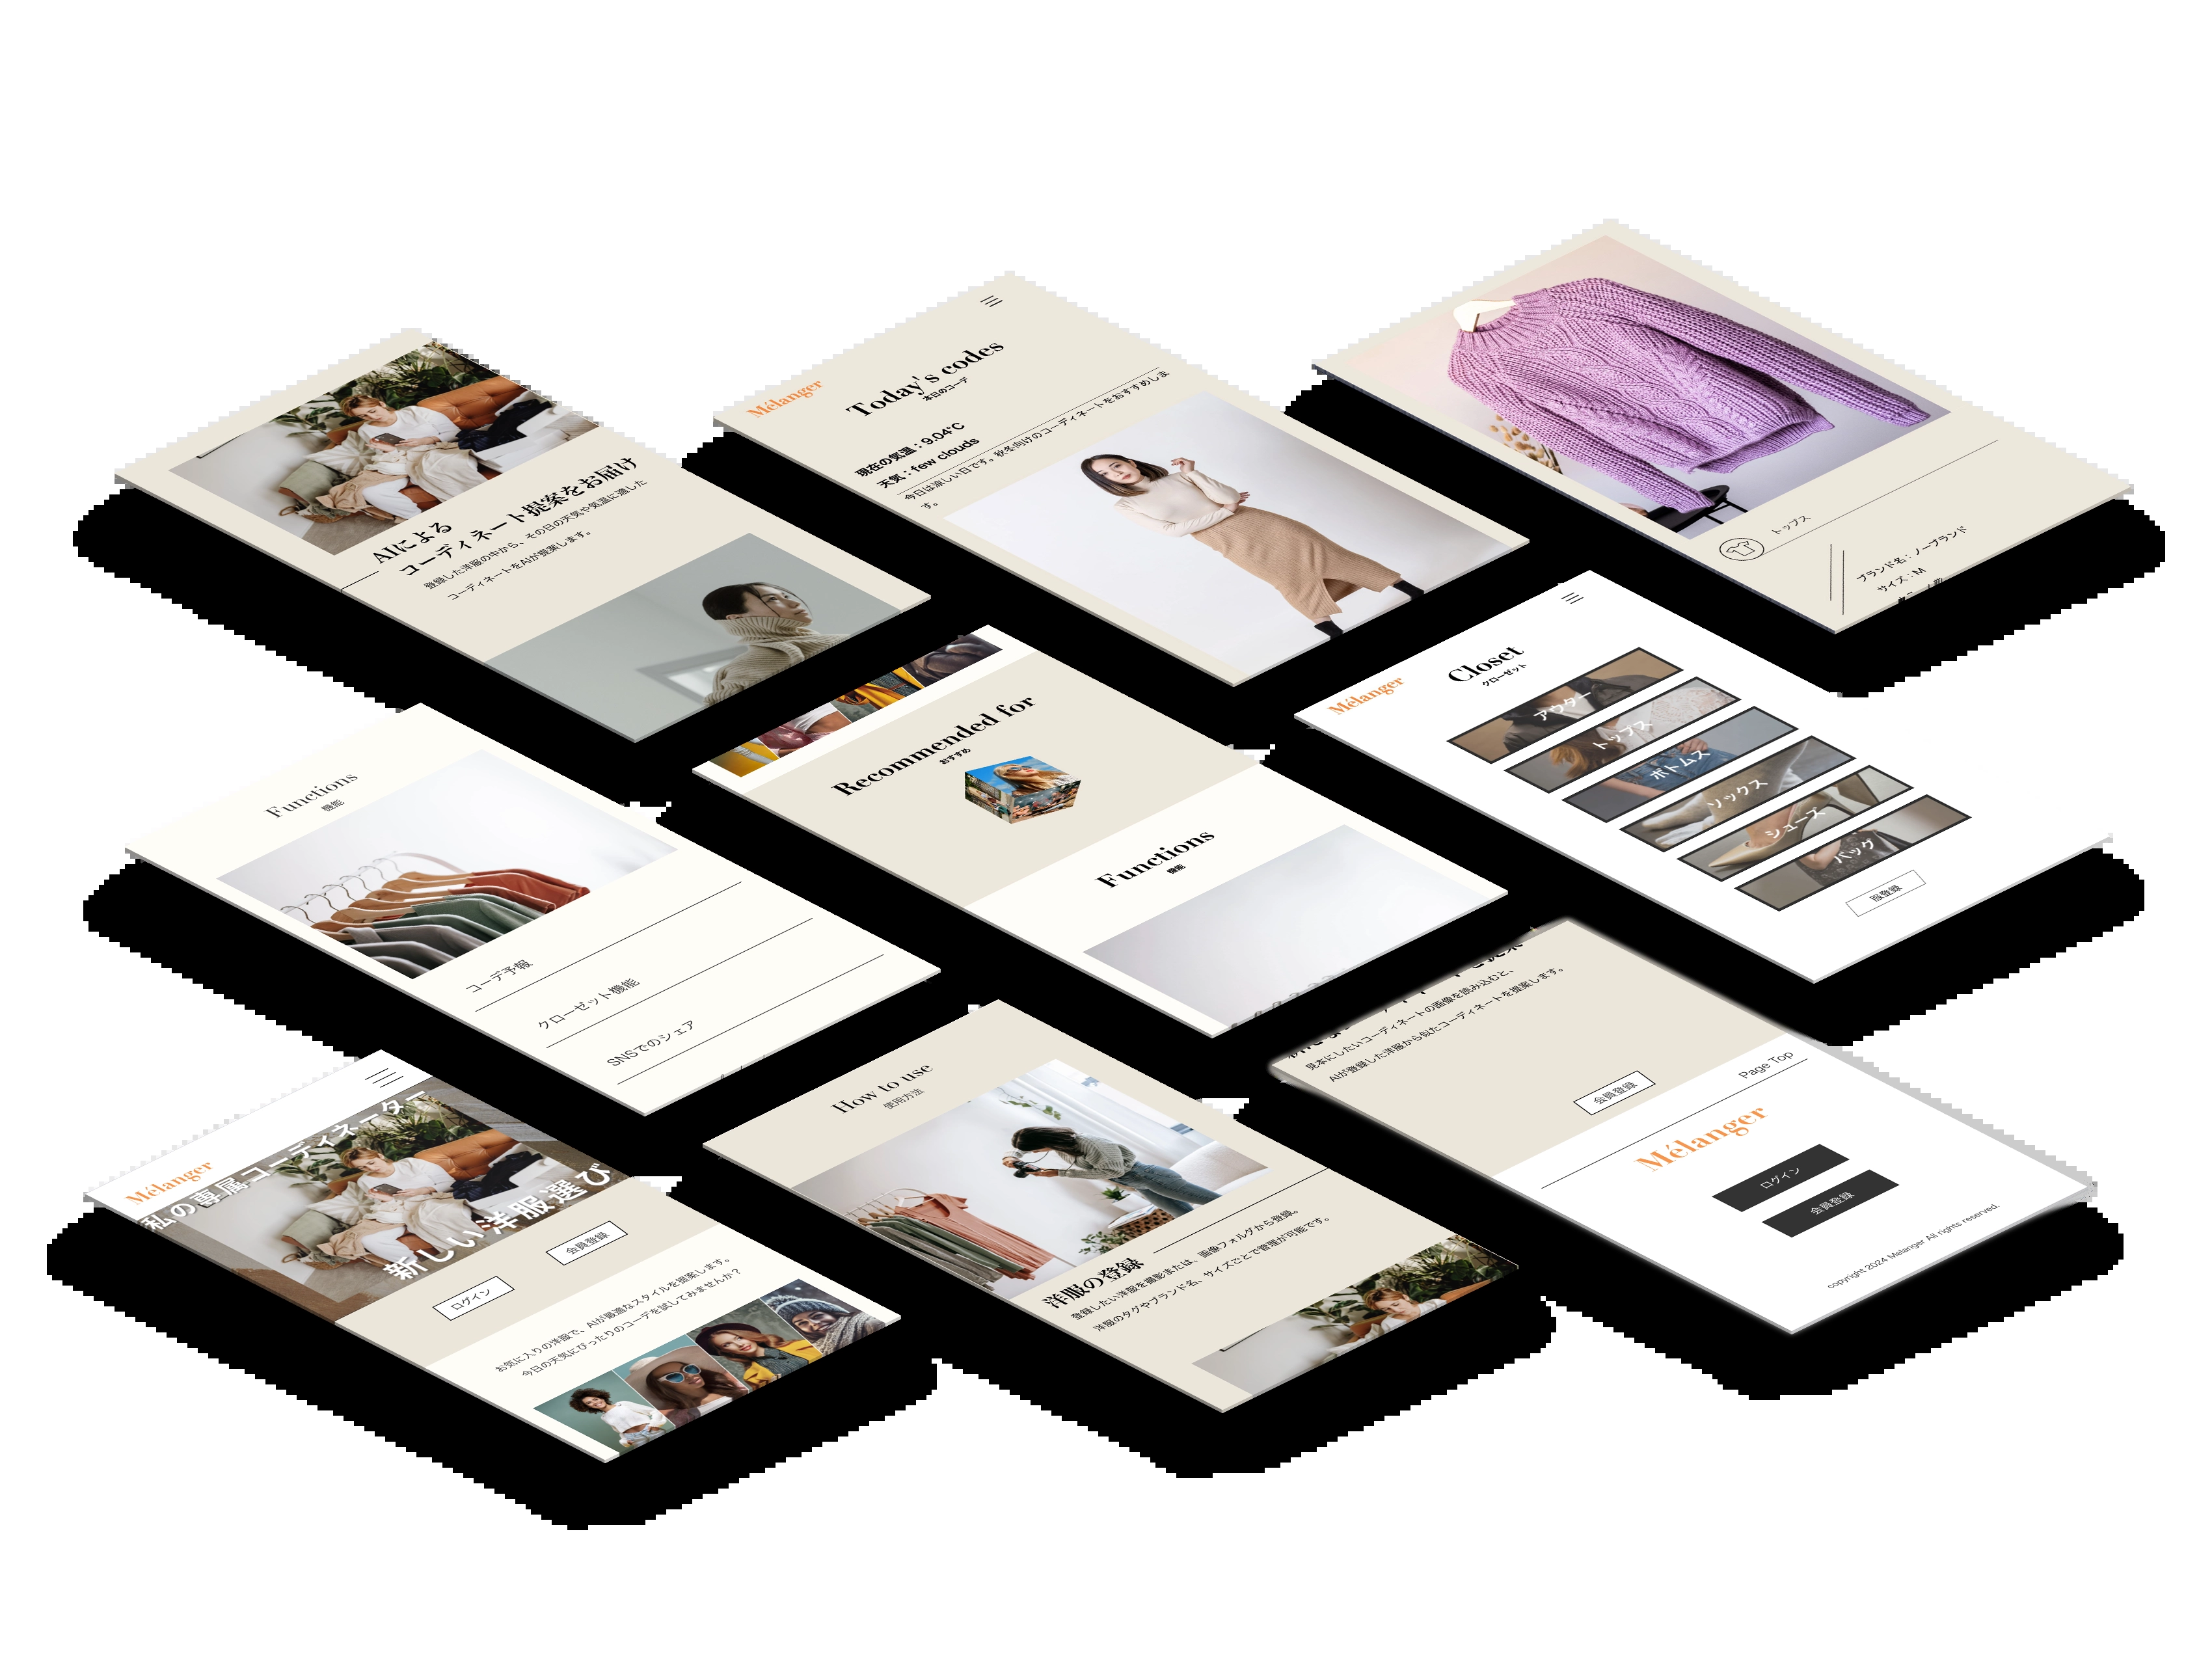 AIによる
コーディネート提案をお届け
登録した洋服の中から、その日の天気や気温に適した
コーディネートをAIが提案します。
Mélanger
Today's codes
本日のコーデ
現在の気温：9.04°C
天気：few clouds
今日は涼しい日です。秋冬向けのコーディネートをおすすめしま
す。
トップス
ブランド名：ノーブランド
サイズ：M
Functions
機能
コーデ予報
クローゼット機能
SNSでのシェア
Recommended for
おすすめ
Functions
機能
Mélanger
Closet
クローゼット
アウター
トップス
ボトムス
ソックス
シューズ
バッグ
服登録
Mélanger
私の専属コーディネーター
新しい洋服選び
ログイン
会員登録
お気に入りの洋服で、AIが最適なスタイルを提案します。
今日の天気にぴったりのコーデを試してみませんか？
How to use
使用方法
洋服の登録
登録したい洋服を撮影または、画像フォルダから登録。
洋服のタグやブランド名、サイズごとで管理が可能です。
見本にしたいコーディネートの画像を読み込むと、
AIが登録した洋服から似たコーディネートを提案します。
会員登録
Page Top
Mélanger
ログイン
会員登録
copyright 2024 Melanger All rights reserved.